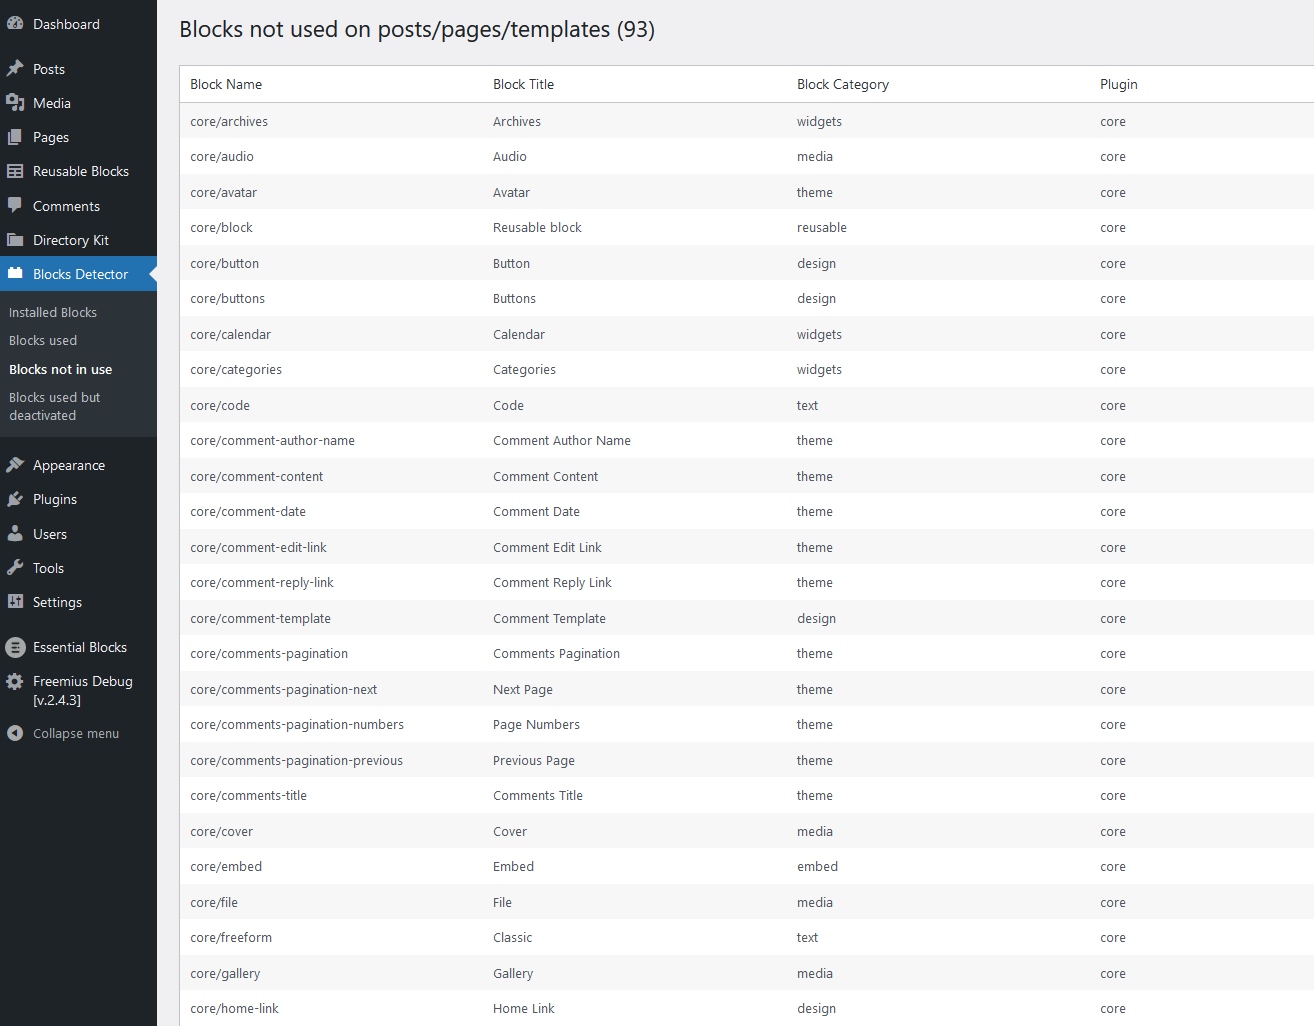 Dashboard
Posts
Media
Pages
Reusable Blocks
Comments
Directory Kit
Blocks Detector
Installed Blocks
Blocks used
Blocks not in use
Blocks used but
deactivated
Appearance
Plugins
Users
Tools
Settings
Essential Blocks
Freemius Debug
[v.2.4.3]
Collapse menu
Blocks not used on posts/pages/templates (93)
Block Name Block Title Block Category Plugin
core/archives Archives widgets core
core/audio Audio media core
core/avatar Avatar theme core
core/block Reusable block reusable core
core/button Button design core
core/buttons Buttons design core
core/calendar Calendar widgets core
core/categories Categories widgets core
core/code Code text core
core/comment-author-name Comment Author Name theme core
core/comment-content Comment Content theme core
core/comment-date Comment Date theme core
core/comment-edit-link Comment Edit Link theme core
core/comment-reply-link Comment Reply Link theme core
core/comment-template Comment Template design core
core/comments-pagination Comments Pagination theme core
core/comments-pagination-next Next Page theme core
core/comments-pagination-numbers Page Numbers theme core
core/comments-pagination-previous Previous Page theme core
core/comments-title Comments Title theme core
core/cover Cover media core
core/embed Embed embed core
core/file File media core
core/freeform Classic text core
core/gallery Gallery media core
core/home-link Home Link design core